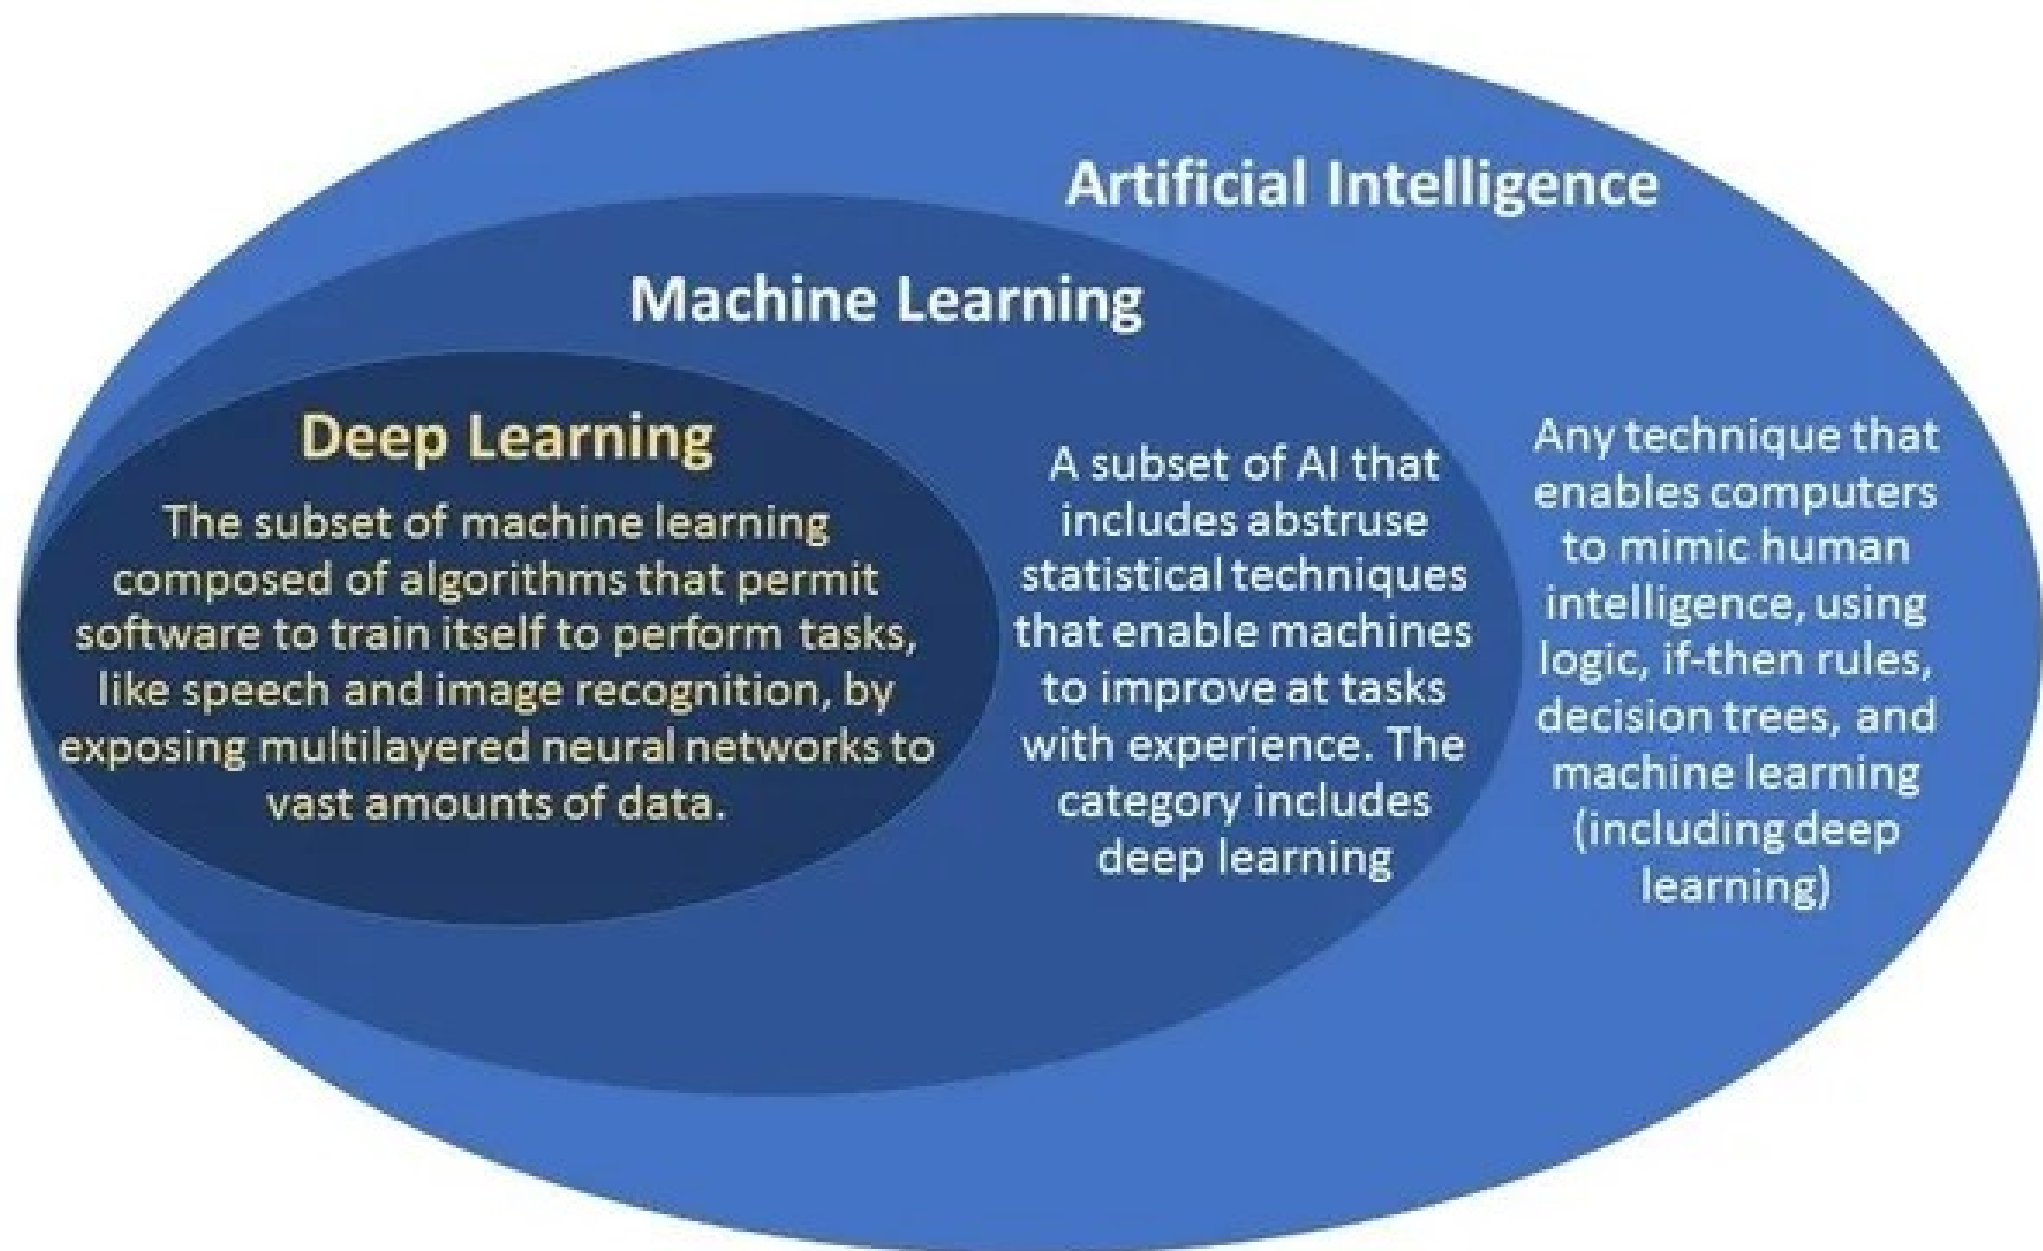 Artificial Intelligence
Machine Learning
Deep Learning
The subset of machine learning
composed of algorithms that permit
software to train itself to perform tasks,
like speech and image recognition, by
exposing multilayered neural networks to
vast amounts of data.
A subset of AI that
includes abstruse
statistical techniques
that enable machines
to improve at tasks
with experience. The
category includes
deep learning
Any technique that
enables computers
to mimic human
intelligence, using
logic, if-then rules,
decision trees, and
machine learning
(including deep
learning)